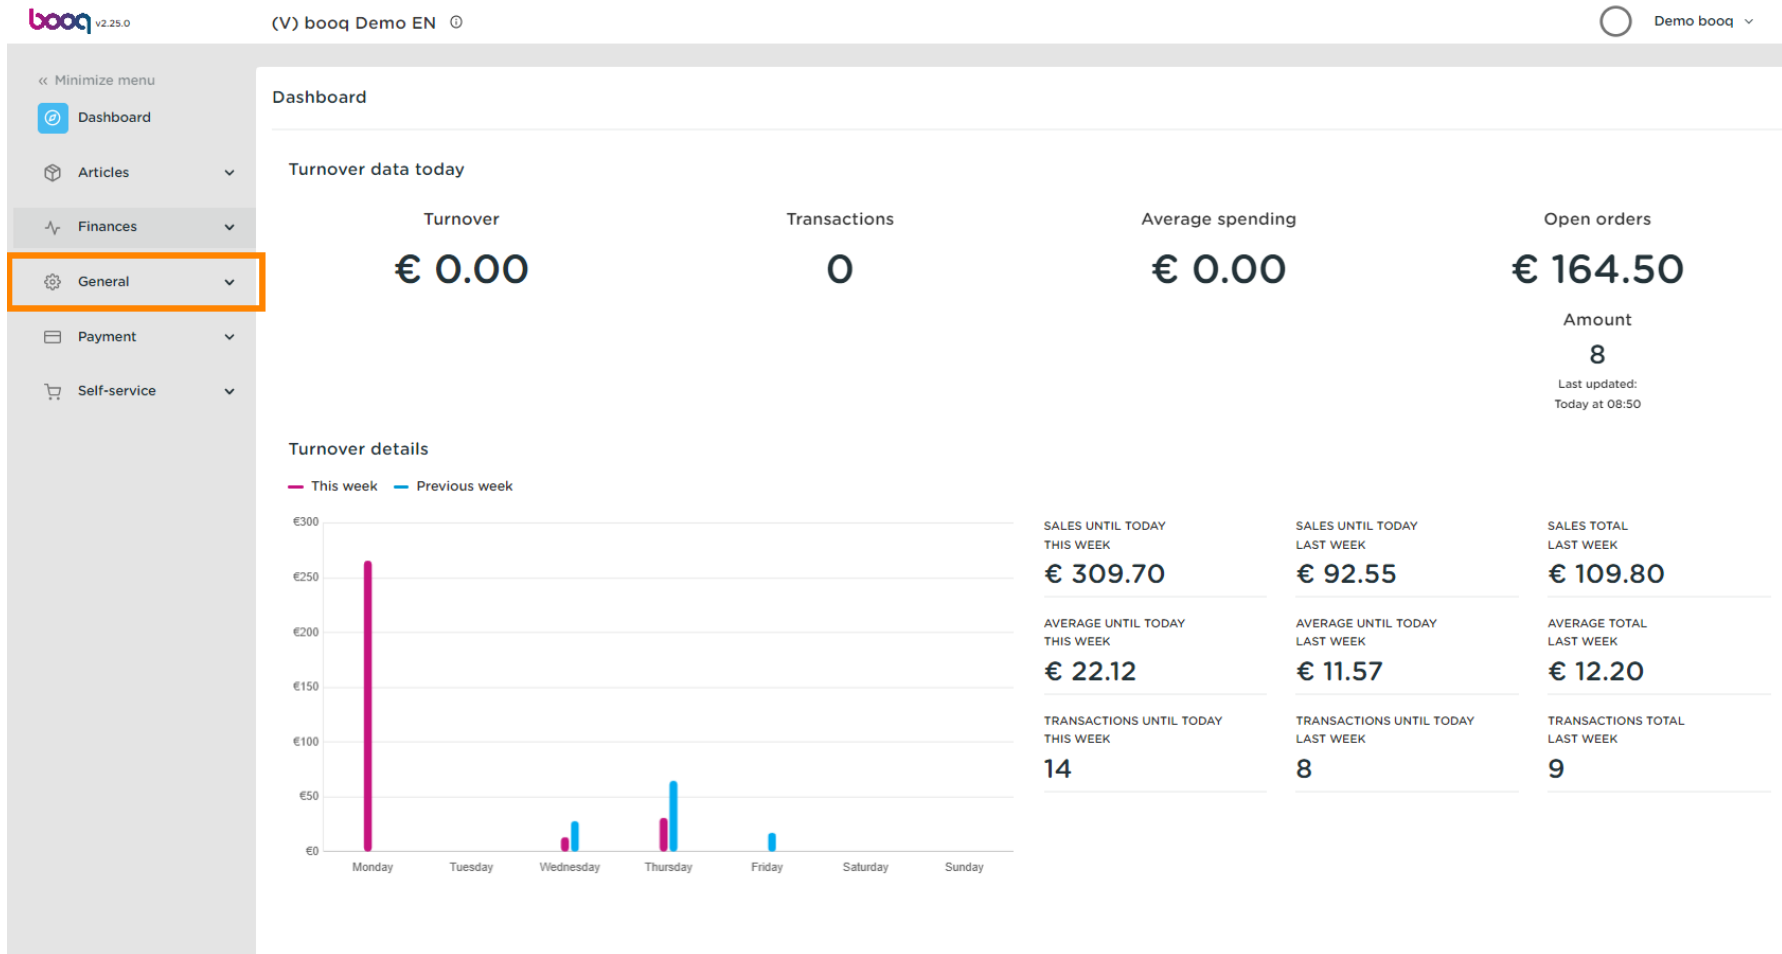 booq v2.25.0
(V) booq Demo EN
Demo booq
« Minimize menu
Dashboard
Articles
Finances
General
Payment
Self-service
Dashboard
Turnover data today
Turnover
€ 0.00
Transactions
0
Average spending
€ 0.00
Open orders
€ 164.50
Amount
8
Last updated:
Today at 08:50
Turnover details
This week
Previous week
€300
€250
€200
€150
€100
€50
€0
Monday
Tuesday
Wednesday
Thursday
Friday
Saturday
Sunday
SALES UNTIL TODAY
THIS WEEK
€ 309.70
SALES UNTIL TODAY
LAST WEEK
€ 92.55
SALES TOTAL
LAST WEEK
€ 109.80
AVERAGE UNTIL TODAY
THIS WEEK
€ 22.12
AVERAGE UNTIL TODAY
LAST WEEK
€ 11.57
AVERAGE TOTAL
LAST WEEK
€ 12.20
TRANSACTIONS UNTIL TODAY
THIS WEEK
14
TRANSACTIONS UNTIL TODAY
LAST WEEK
8
TRANSACTIONS TOTAL
LAST WEEK
9